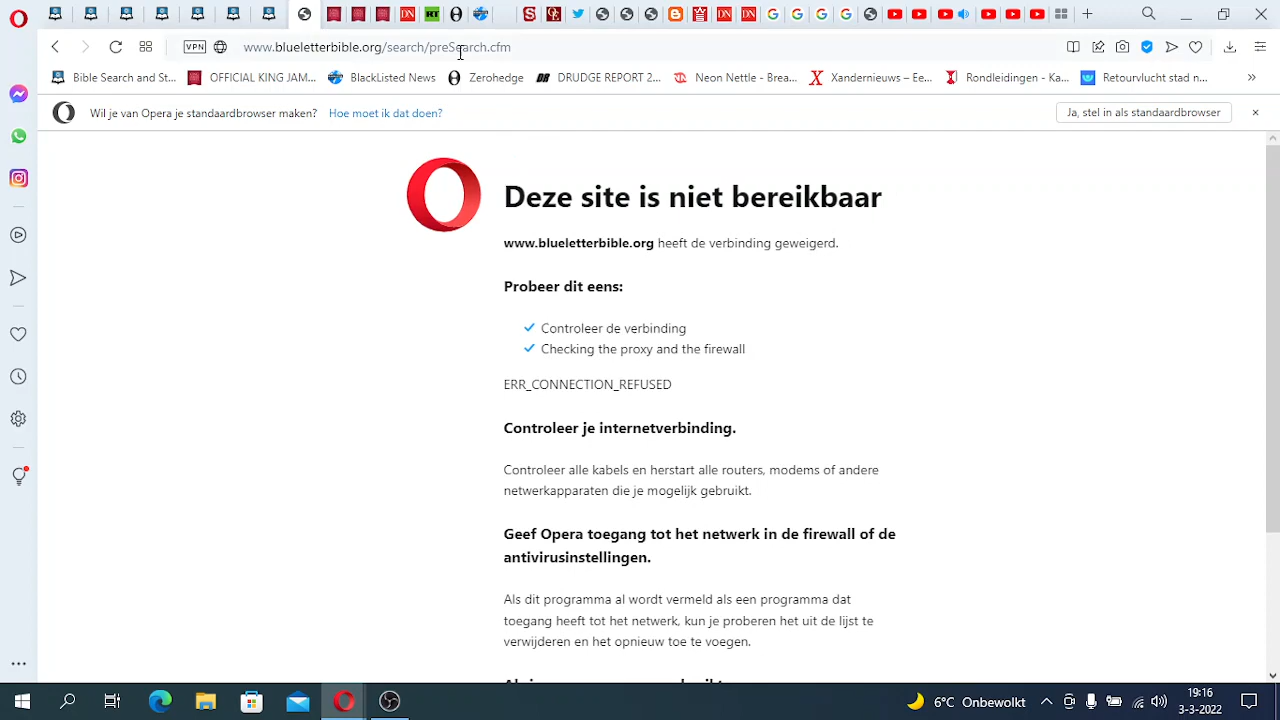 DN RT S DN DN G G G G
VPN www.blueletterbible.org/search/preSearch.cfm
Bible Search and St... OFFICIAL KING JAM... BlackListed News Zerohedge DR DRUDGE REPORT 2... Neon Nettle - Brea... X Xandernieuws – Ee... Rondleidingen - Ka... Retourvlucht stad n... »
Wil je van Opera je standaardbrowser maken? Hoe moet ik dat doen? Ja, stel in als standaardbrowser
Deze site is niet bereikbaar
www.blueletterbible.org heeft de verbinding geweigerd.
Probeer dit eens:
Controleer de verbinding
Checking the proxy and the firewall
ERR_CONNECTION_REFUSED
Controleer je internetverbinding.
Controleer alle kabels en herstart alle routers, modems of andere
netwerkapparaten die je mogelijk gebruikt.
Geef Opera toegang tot het netwerk in de firewall of de
antivirusinstellingen.
Als dit programma al wordt vermeld als een programma dat
toegang heeft tot het netwerk, kun je proberen het uit de lijst te
verwijderen en het opnieuw toe te voegen.
6°C Onbewolkt 19:16
3-3-2022